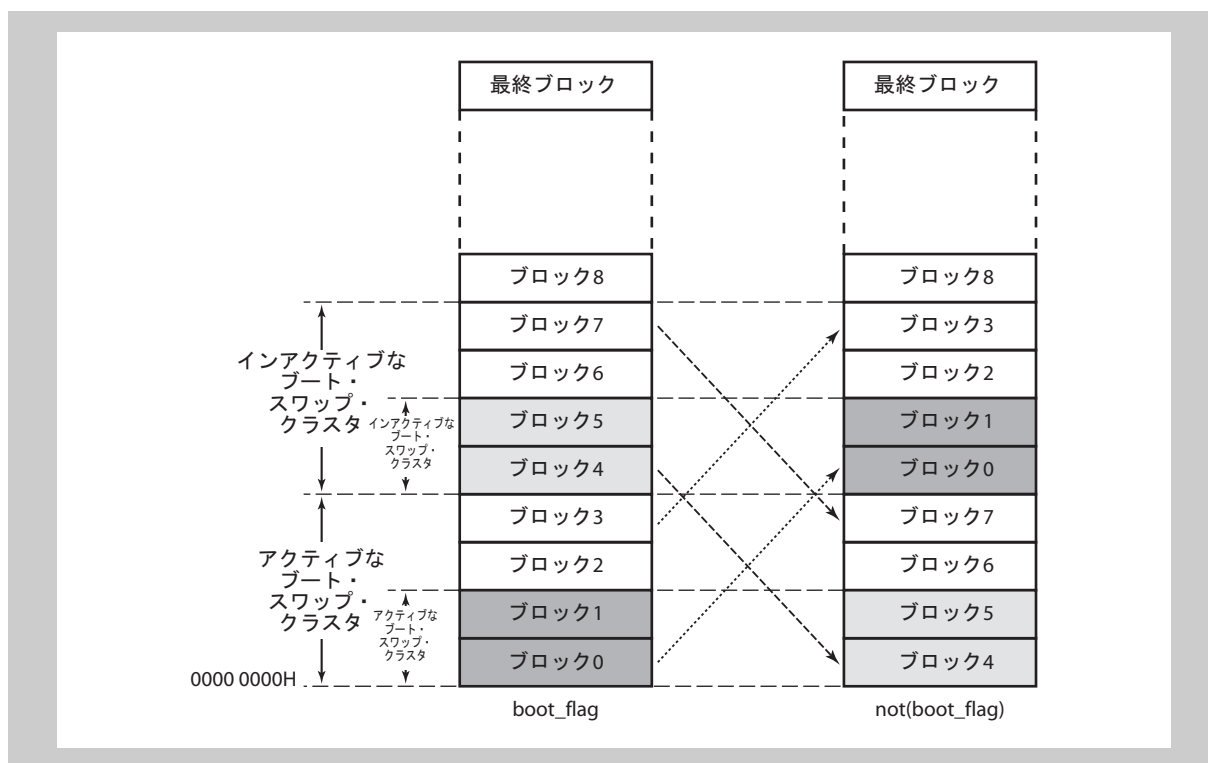 最終ブロック
最終ブロック
ブロック8
ブロック8
ブロック7
ブロック3
インアクティブな
ブート・
スワップ・
クラスタ
ブロック6
ブロック2
インアクティブな
ブート・
スワップ・
クラスタ
ブロック5
ブロック1
ブロック4
ブロック0
ブロック3
ブロック7
アクティブな
ブート・
スワップ・
クラスタ
ブロック2
ブロック6
アクティブな
ブート・
スワップ・
クラスタ
ブロック1
ブロック5
ブロック0
ブロック4
0000 0000H
boot_flag
not(boot_flag)